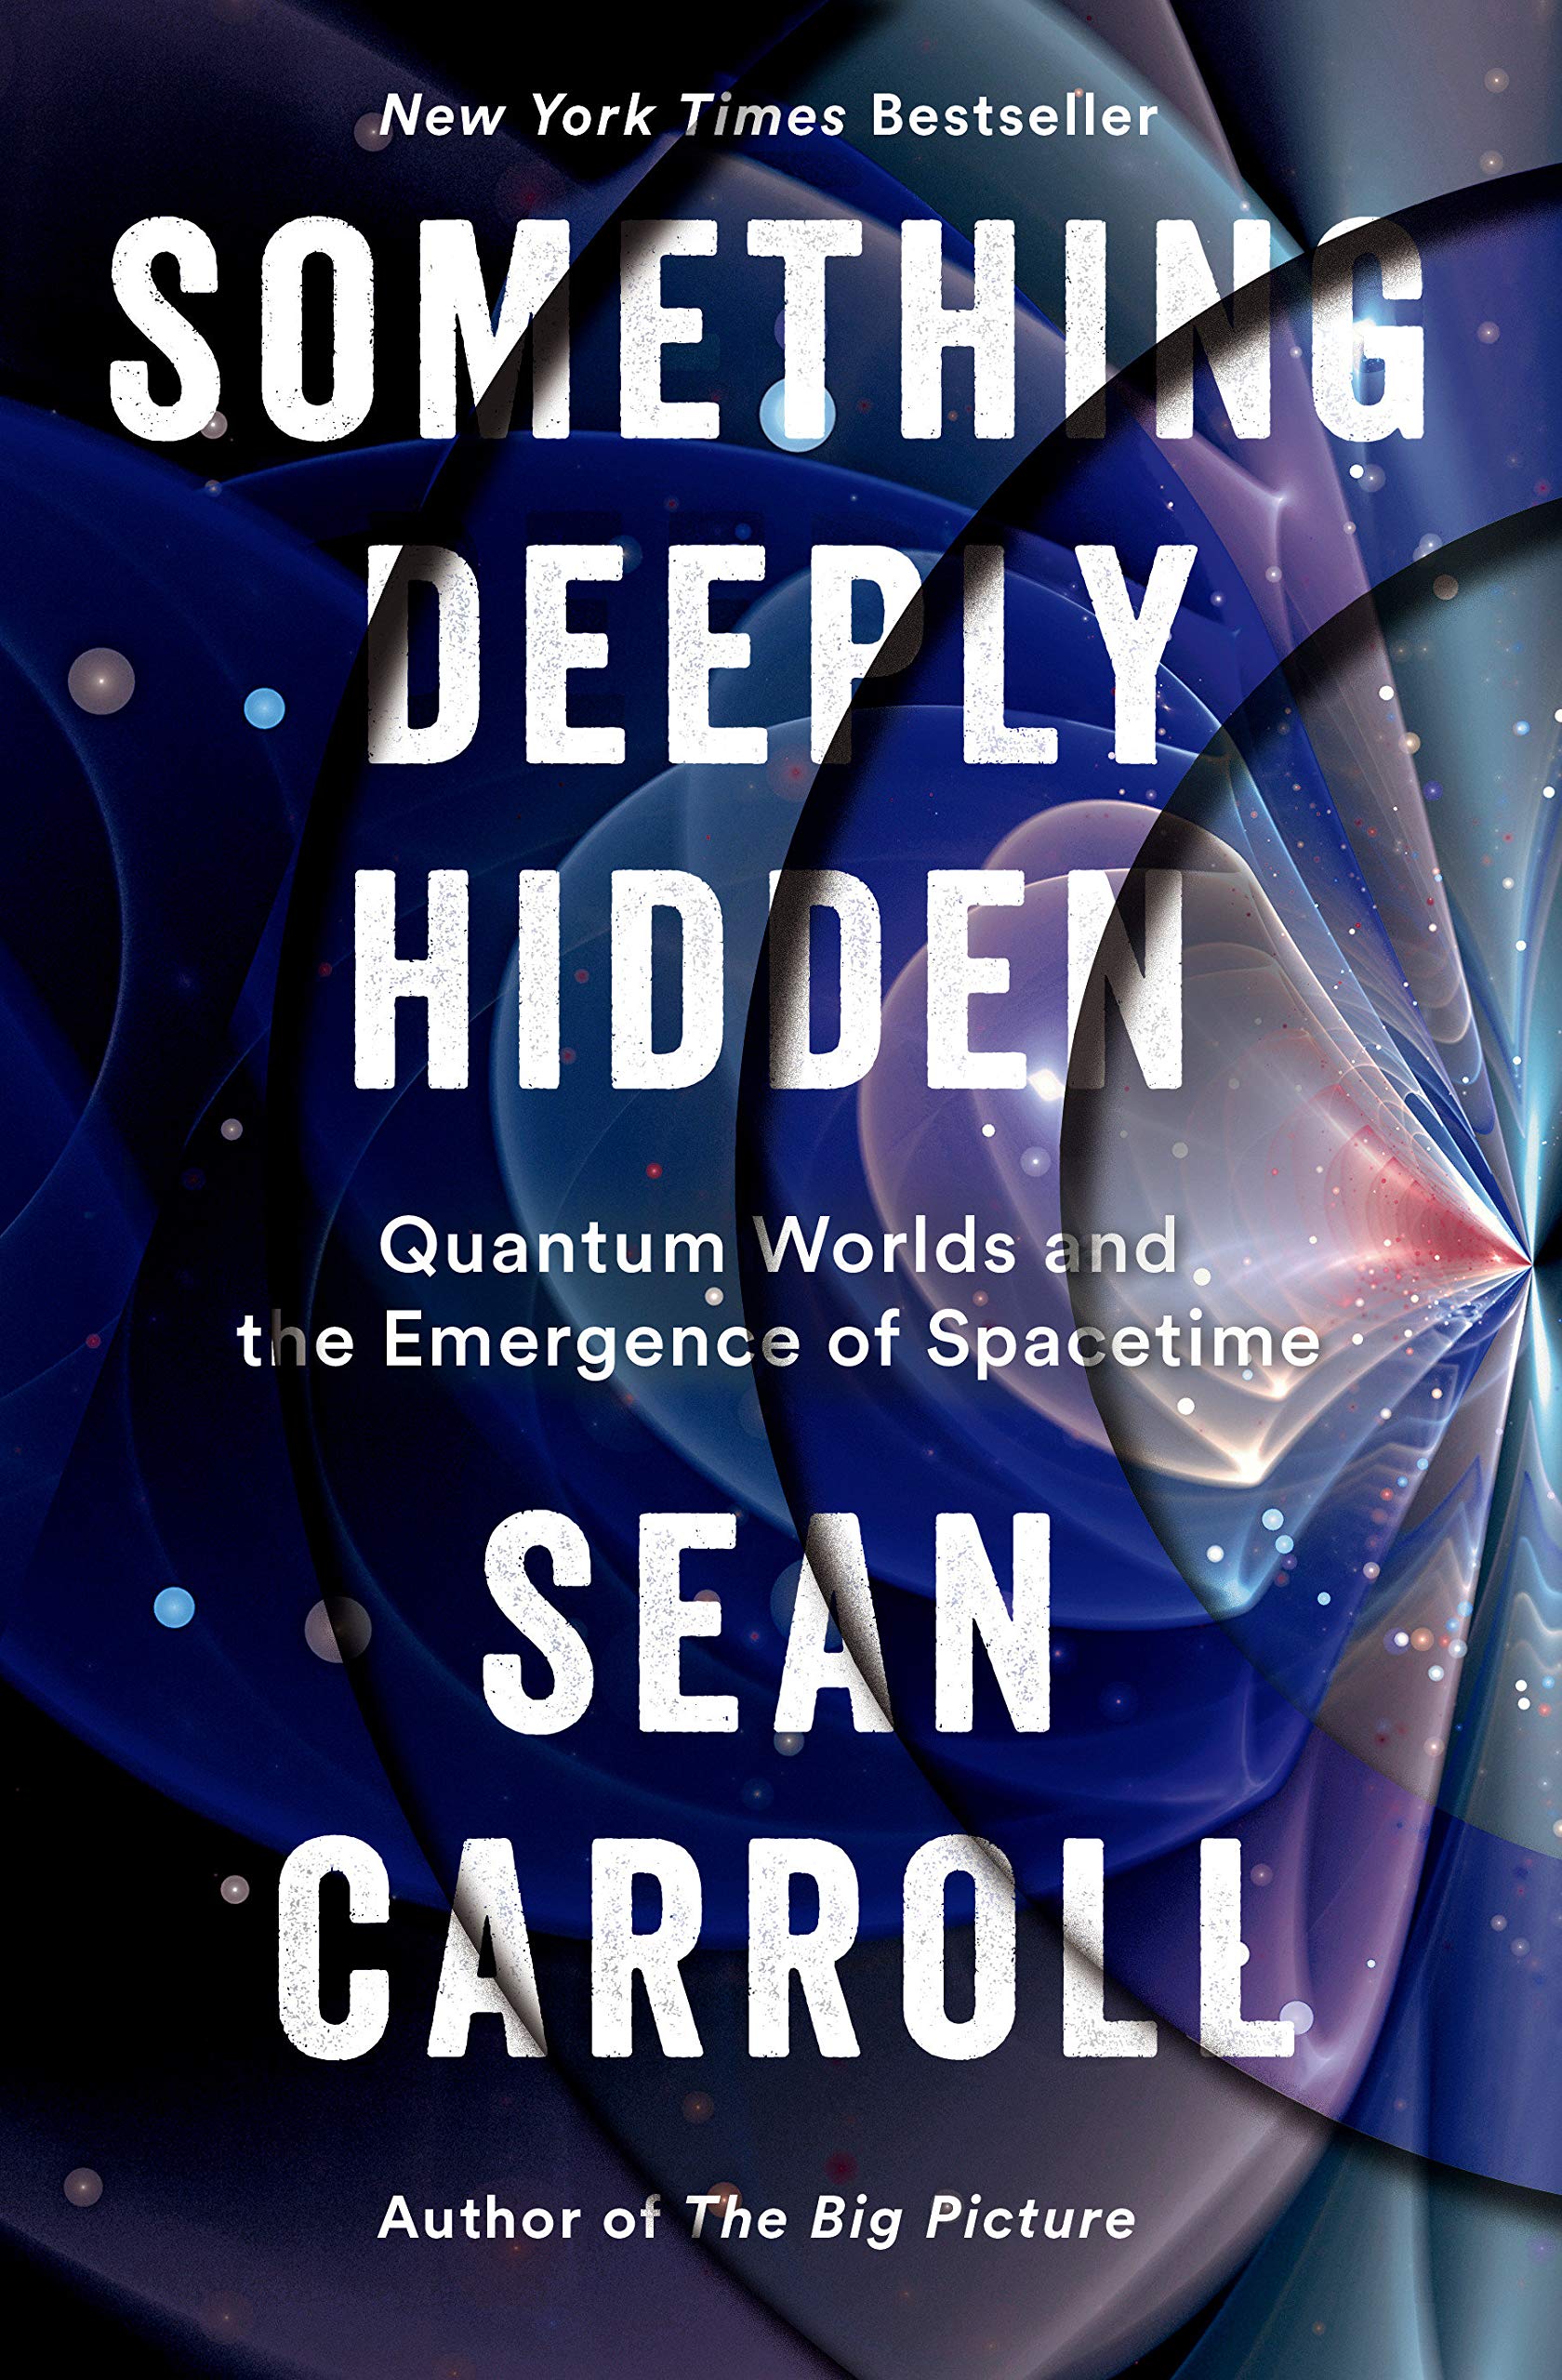 New York Times Bestseller
SOMETHING
DEEPLY
HIDDEN
Quantum Worlds and
the Emergence of Spacetime
SEAN
CARROLL
Author of The Big Picture